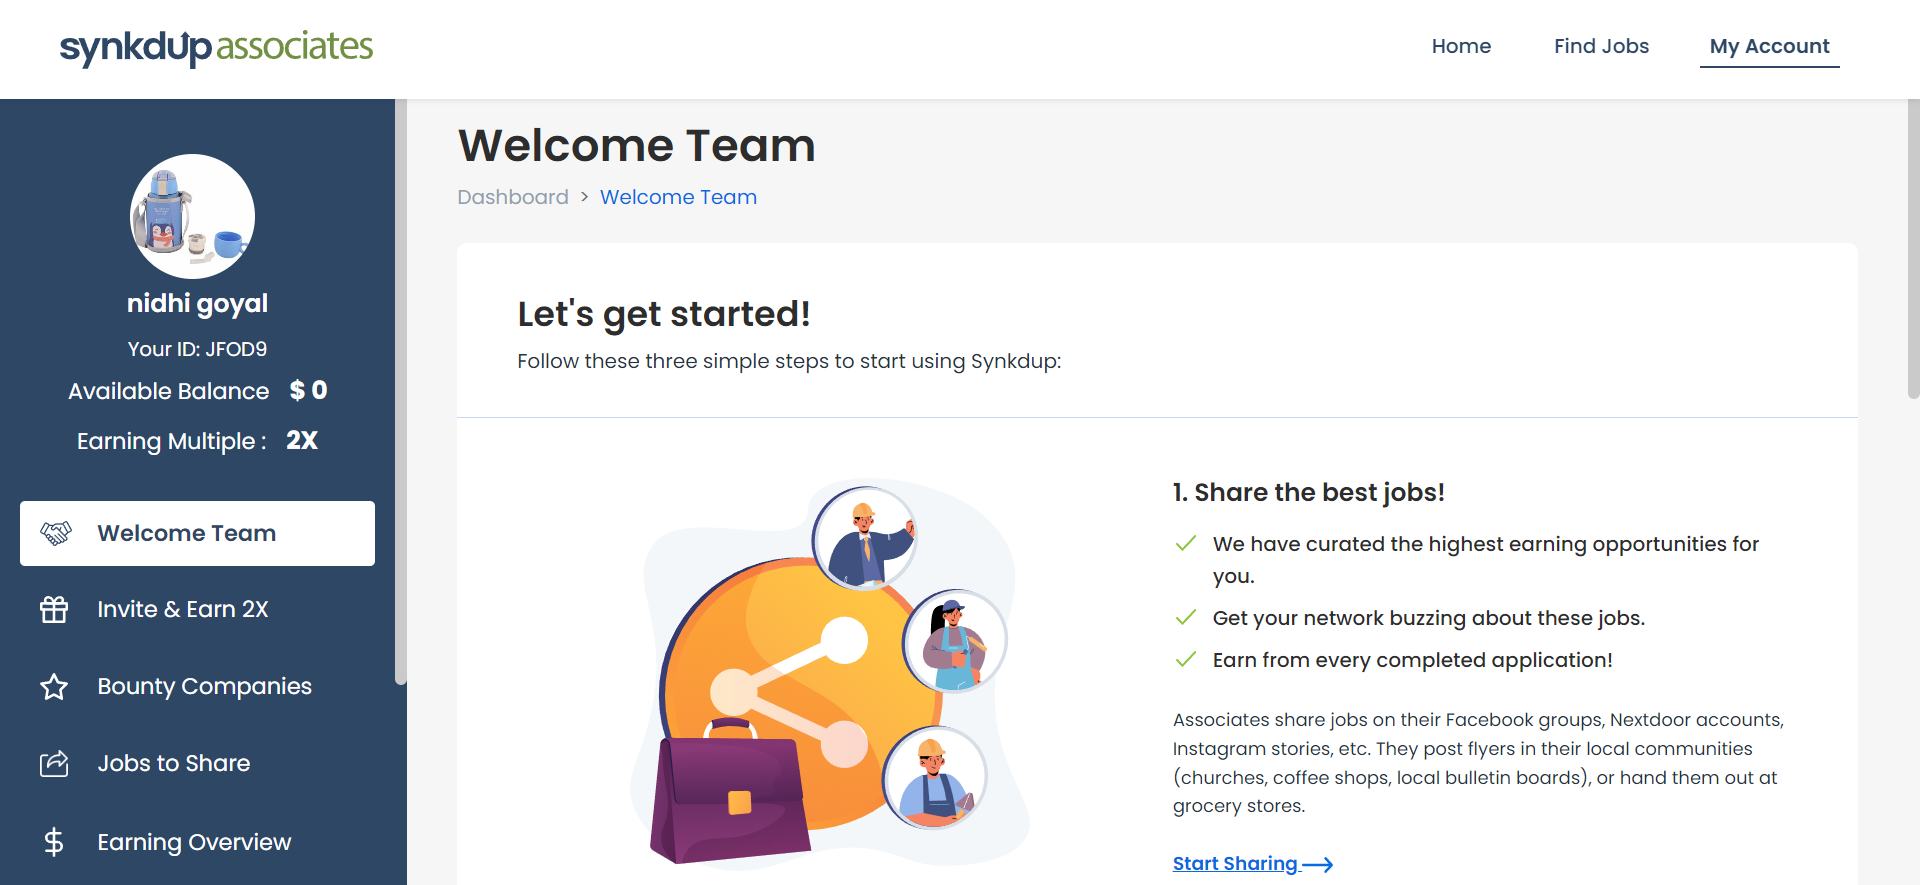 synkdup associates
Home
Find Jobs
My Account
nidhi goyal
Your ID: JFOD9
Available Balance $ 0
Earning Multiple : 2X
Welcome Team
Invite & Earn 2X
Bounty Companies
Jobs to Share
Earning Overview
Welcome Team
Dashboard > Welcome Team
Let's get started!
Follow these three simple steps to start using Synkdup:
1. Share the best jobs!
We have curated the highest earning opportunities for
you.
Get your network buzzing about these jobs.
Earn from every completed application!
Associates share jobs on their Facebook groups, Nextdoor accounts,
Instagram stories, etc. They post flyers in their local communities
(churches, coffee shops, local bulletin boards), or hand them out at
grocery stores.
Start Sharing